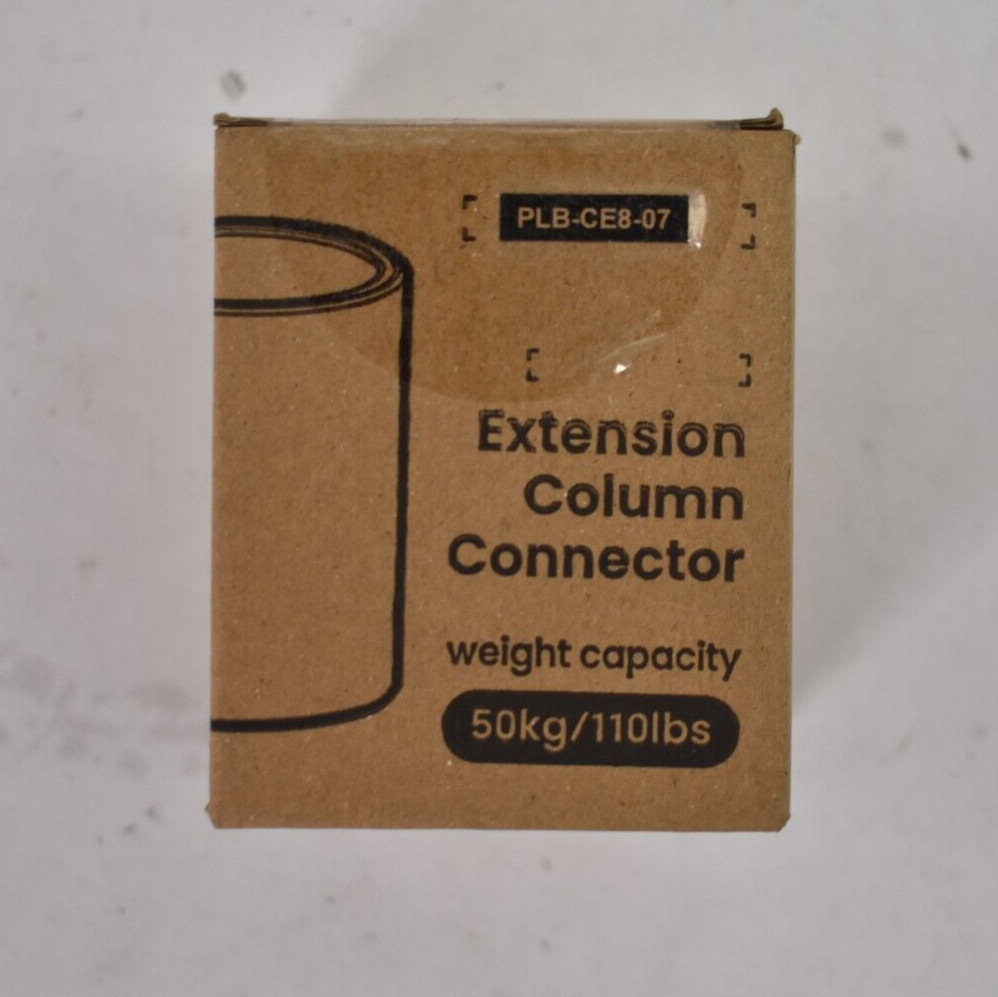 PLB-CE8-07
Extension
Column
Connector
weight capacity
50kg/110lbs